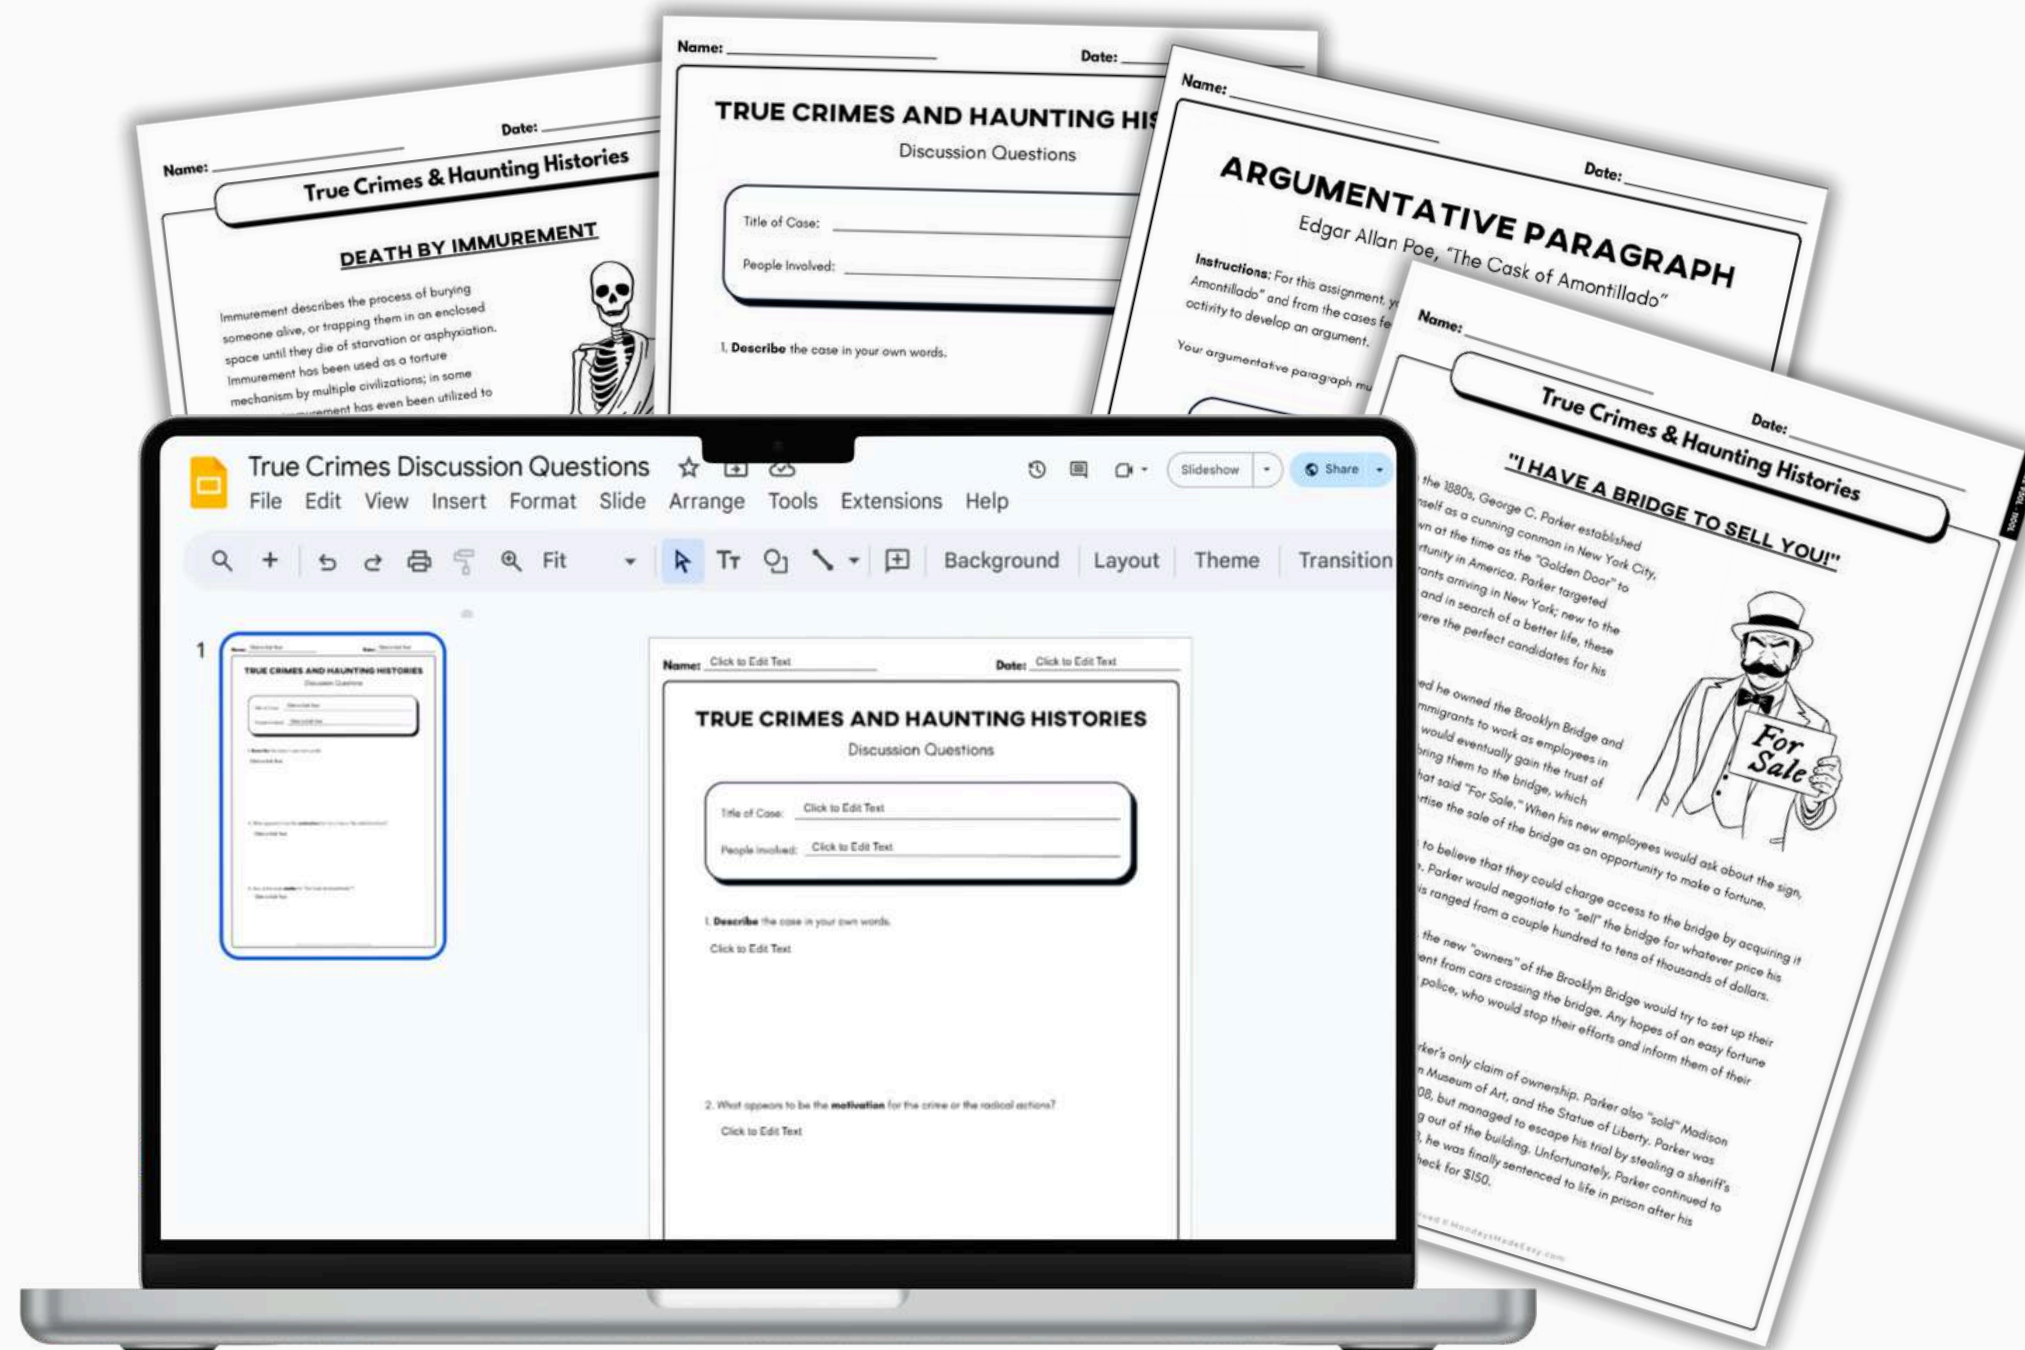 Name:
Date:
True Crimes & Haunting Histories
DEATH BY IMMUREMENT
Immurement describes the process of burying
someone alive, or trapping them in an enclosed
space until they die of starvation or asphyxiation.
Immurement has been used as a torture
mechanism by multiple civilizations; in some
has even been utilized to
Name:
Date:
TRUE CRIMES AND HAUNTING HIS
Discussion Questions
Title of Case:
People Involved:
1. Describe the case in your own words.
Name:
Date:
ARGUMENTATIVE PARAGRAPH
Edgar Allan Poe, "The Cask of Amontillado"
Instructions: For this assignment, y
Amontillado" and from the cases fe
activity to develop an argument.
Your argumentative paragraph mu
Name:
Date:
True Crimes & Haunting Histories
"I HAVE A BRIDGE TO SELL YOU!"
the 1880s, George C. Parker established
self as a cunning conman in New York City,
wn at the time as the "Golden Door" to
rtunity in America. Parker targeted
rants arriving in New York; new to the
and in search of a better life, these
were the perfect candidates for his
ed he owned the Brooklyn Bridge and
mmigrants to work as employees in
would eventually gain the trust of
bring them to the bridge, which
hat said "For Sale." When his new employees would ask about the sign,
rtise the sale of the bridge as an opportunity to make a fortune.
to believe that they could charge access to the bridge by acquiring it
. Parker would negotiate to "sell" the bridge for whatever price his
is ranged from a couple hundred to tens of thousands of dollars.
the new "owners" of the Brooklyn Bridge would try to set up their
ent from cars crossing the bridge. Any hopes of an easy fortune
police, who would stop their efforts and inform them of their
rker's only claim of ownership. Parker also "sold" Madison
n Museum of Art, and the Statue of Liberty. Parker was
08, but managed to escape his trial by stealing a sheriff's
g out of the building. Unfortunately, Parker continued to
, he was finally sentenced to life in prison after his
heck for $150.
For
Sale
MondaysMadeEasy.com
True Crimes Discussion Questions
Slideshow
Share
File Edit View Insert Format Slide Arrange Tools Extensions Help
Fit
Background Layout Theme Transition
1
TRUE CRIMES AND HAUNTING HISTORIES
Discussion Questions
Name: Click to Edit Text
Date: Click to Edit Text
TRUE CRIMES AND HAUNTING HISTORIES
Discussion Questions
Title of Case: Click to Edit Text
People Involved: Click to Edit Text
1. Describe the case in your own words.
Click to Edit Text
2. What appears to be the motivation for the crime or the radical actions?
Click to Edit Text